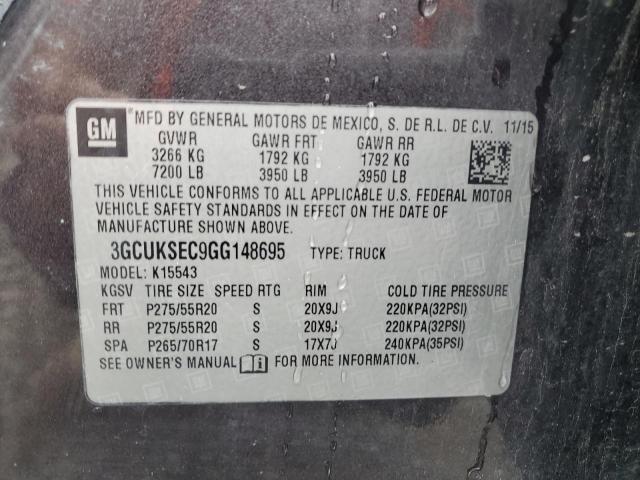 GM
MFD BY GENERAL MOTORS DE MEXICO, S. DE R.L. DE C.V. 11/15
GVWR GAWR FRT GAWR RR
3266 KG 1792 KG 1792 KG
7200 LB 3950 LB 3950 LB
THIS VEHICLE CONFORMS TO ALL APPLICABLE U.S. FEDERAL MOTOR
VEHICLE SAFETY STANDARDS IN EFFECT ON THE DATE OF
MANUFACTURE SHOWN ABOVE.
3GCUKSEC9GG148695 TYPE: TRUCK
MODEL: K15543
KGSV TIRE SIZE SPEED RTG RIM COLD TIRE PRESSURE
FRT P275/55R20 S 20X9J 220KPA(32PSI)
RR P275/55R20 S 20X9J 220KPA(32PSI)
SPA P265/70R17 S 17X7J 240KPA(35PSI)
SEE OWNER'S MANUAL FOR MORE INFORMATION.